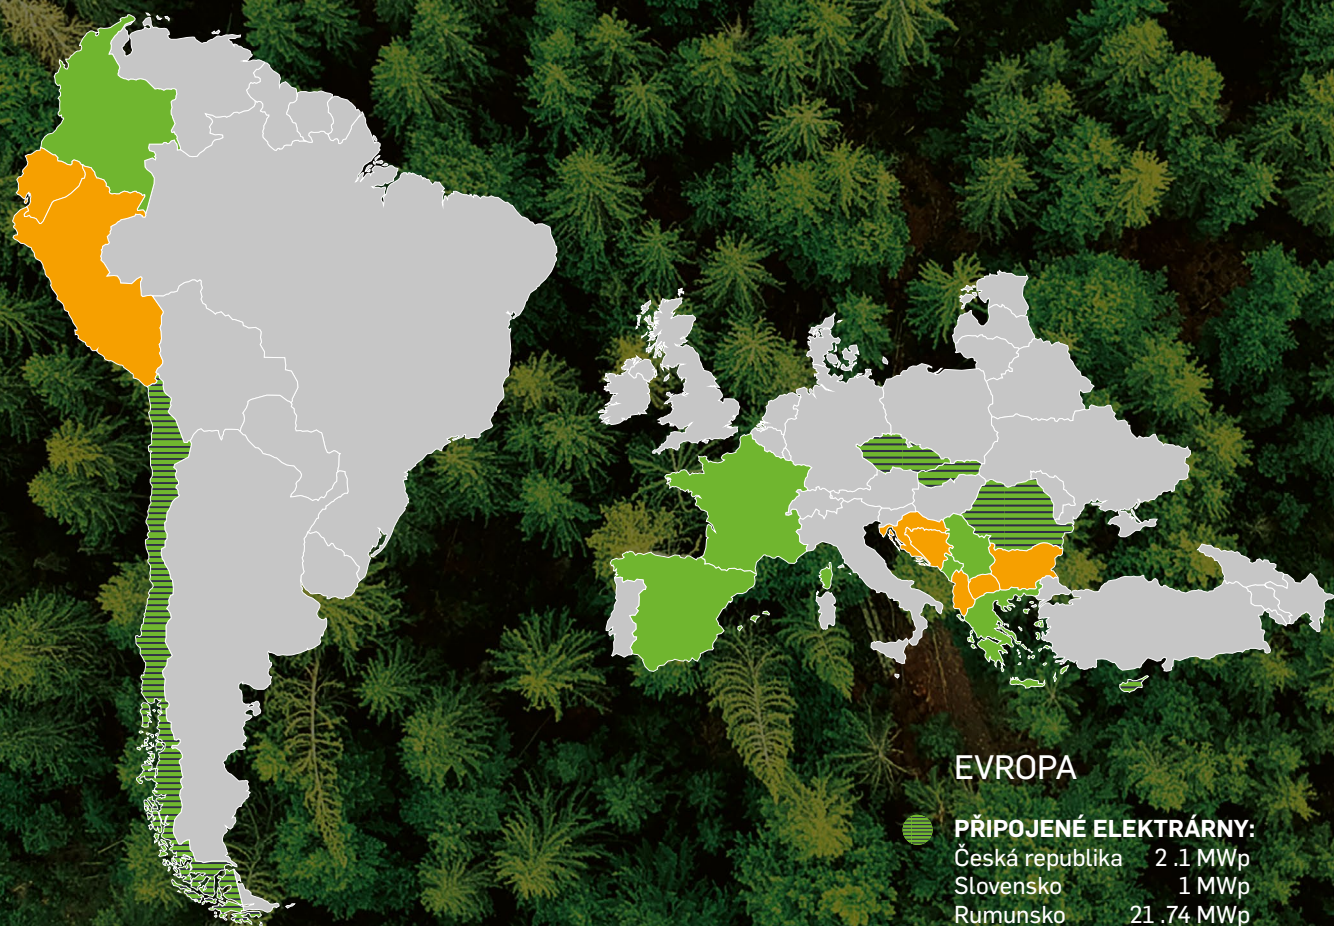 EVROPA
PŘIPOJENÉ ELEKTRÁRNY:
Česká republika 2 .1 MWp
Slovensko 1 MWp
Rumunsko 21 .74 MWp